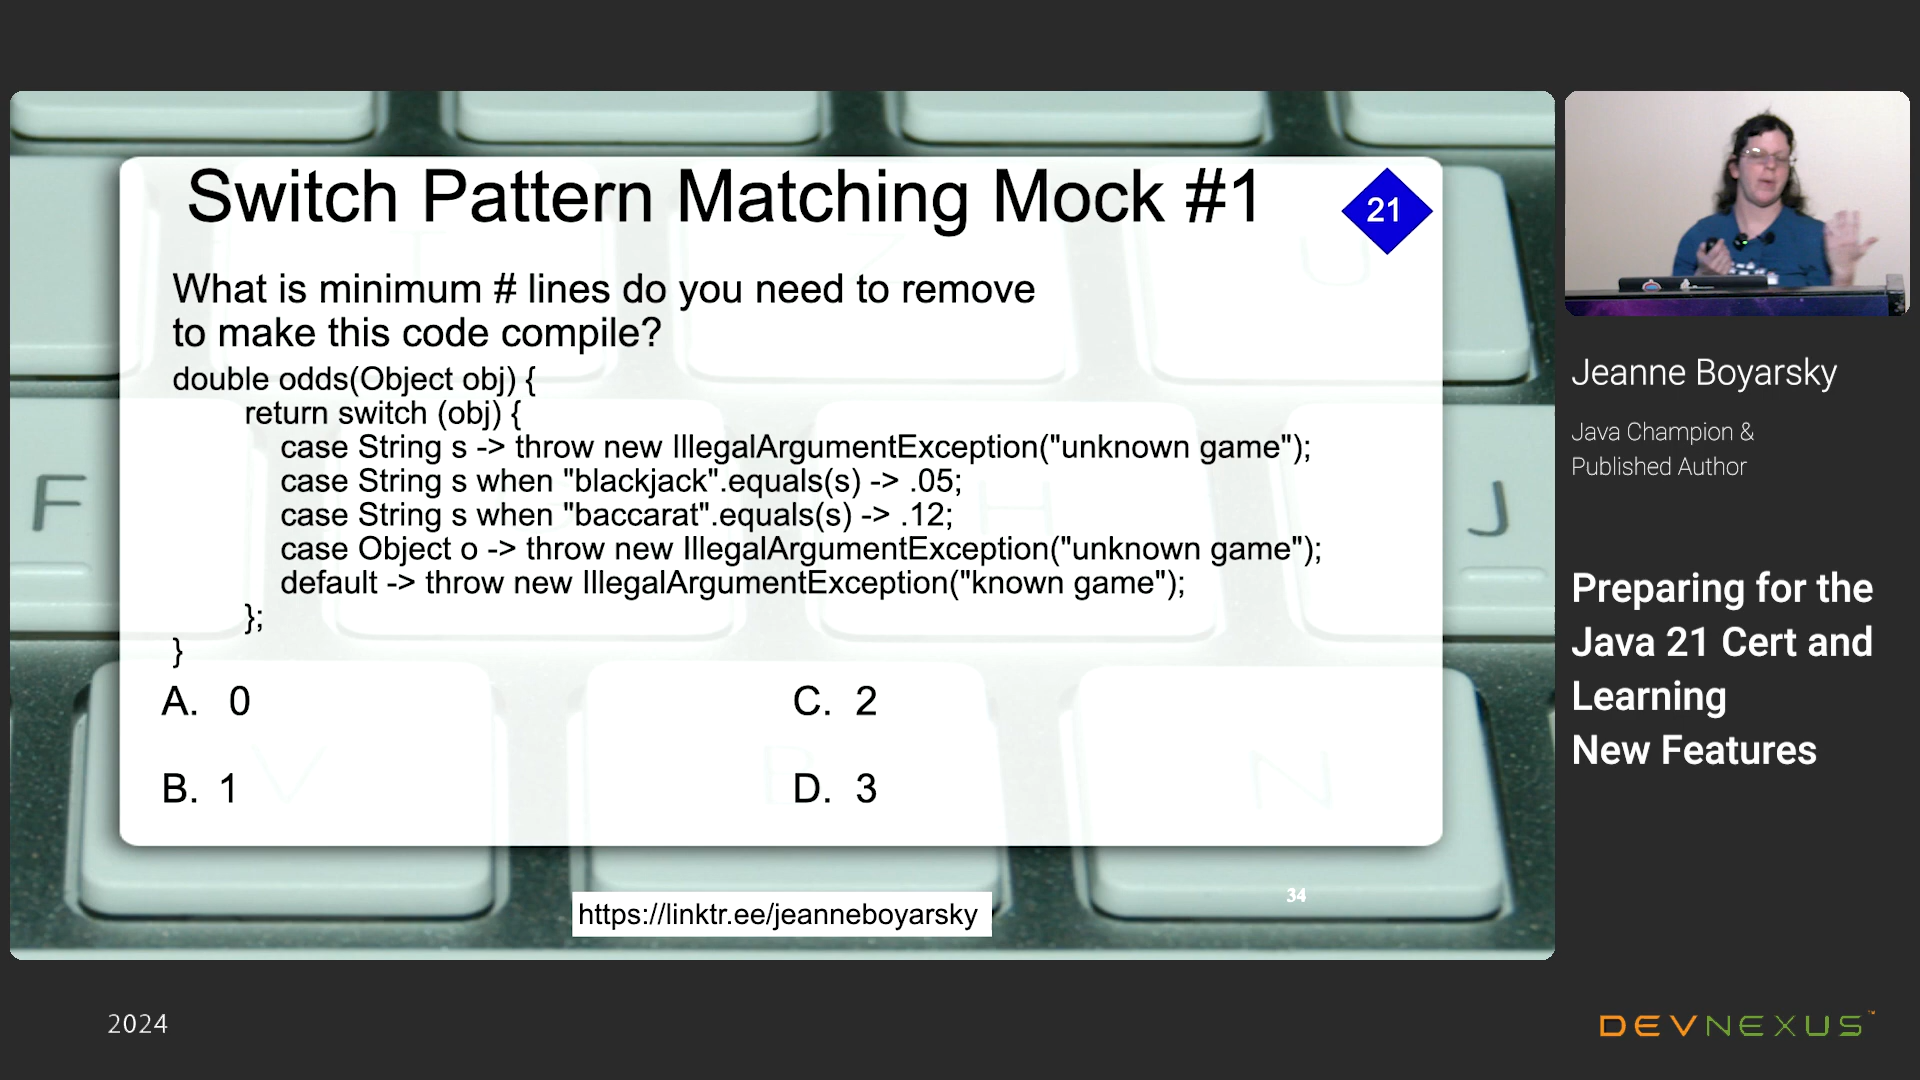 Switch Pattern Matching Mock #1
21
What is minimum # lines do you need to remove
to make this code compile?
double odds(Object obj) {
return switch (obj) {
case String s -> throw new IllegalArgumentException("unknown game");
case String s when "blackjack".equals(s) -> .05;
case String s when "baccarat".equals(s) -> .12;
case Object o -> throw new IllegalArgumentException("unknown game");
default -> throw new IllegalArgumentException("known game");
};
}
A. 0
C. 2
B. 1
D. 3
34
https://linktr.ee/jeanneboyarsky
F
J
Jeanne Boyarsky
Java Champion &
Published Author
Preparing for the
Java 21 Cert and
Learning
New Features
2024
DEVNEXUS™